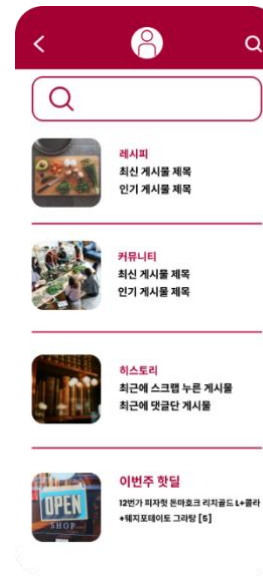 레시피
최신 게시물 제목
인기 게시물 제목
커뮤니티
최신 게시물 제목
인기 게시물 제목
히스토리
최근에 스크랩 누른 게시물
최근에 댓글단 게시물
이번주 핫딜
12번가 피자헛 돈마호크 리치골드 L+콜라
+웨지포테이토 그라탕 [5]
OPEN
SHOP